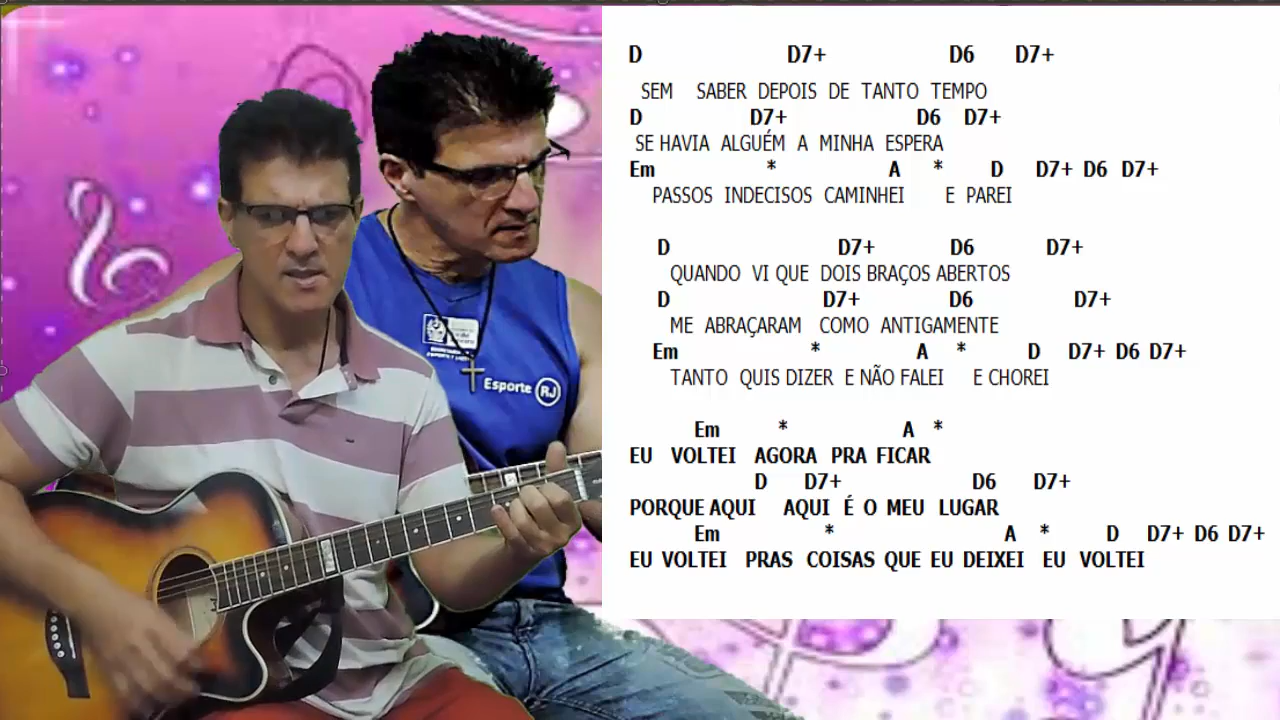 D D7+ D6 D7+
SEM SABER DEPOIS DE TANTO TEMPO
D D7+ D6 D7+
SE HAVIA ALGUÉM A MINHA ESPERA
Em * A * D D7+ D6 D7+
PASSOS INDECISOS CAMINHEI E PAREI
D D7+ D6 D7+
QUANDO VI QUE DOIS BRAÇOS ABERTOS
D D7+ D6 D7+
ME ABRAÇARAM COMO ANTIGAMENTE
Em * A * D D7+ D6 D7+
TANTO QUIS DIZER E NÃO FALEI E CHOREI
Em * A *
EU VOLTEI AGORA PRA FICAR
D D7+ D6 D7+
PORQUE AQUI AQUI É O MEU LUGAR
Em * A * D D7+ D6 D7+
EU VOLTEI PRAS COISAS QUE EU DEIXEI EU VOLTEI
Esporte RJ